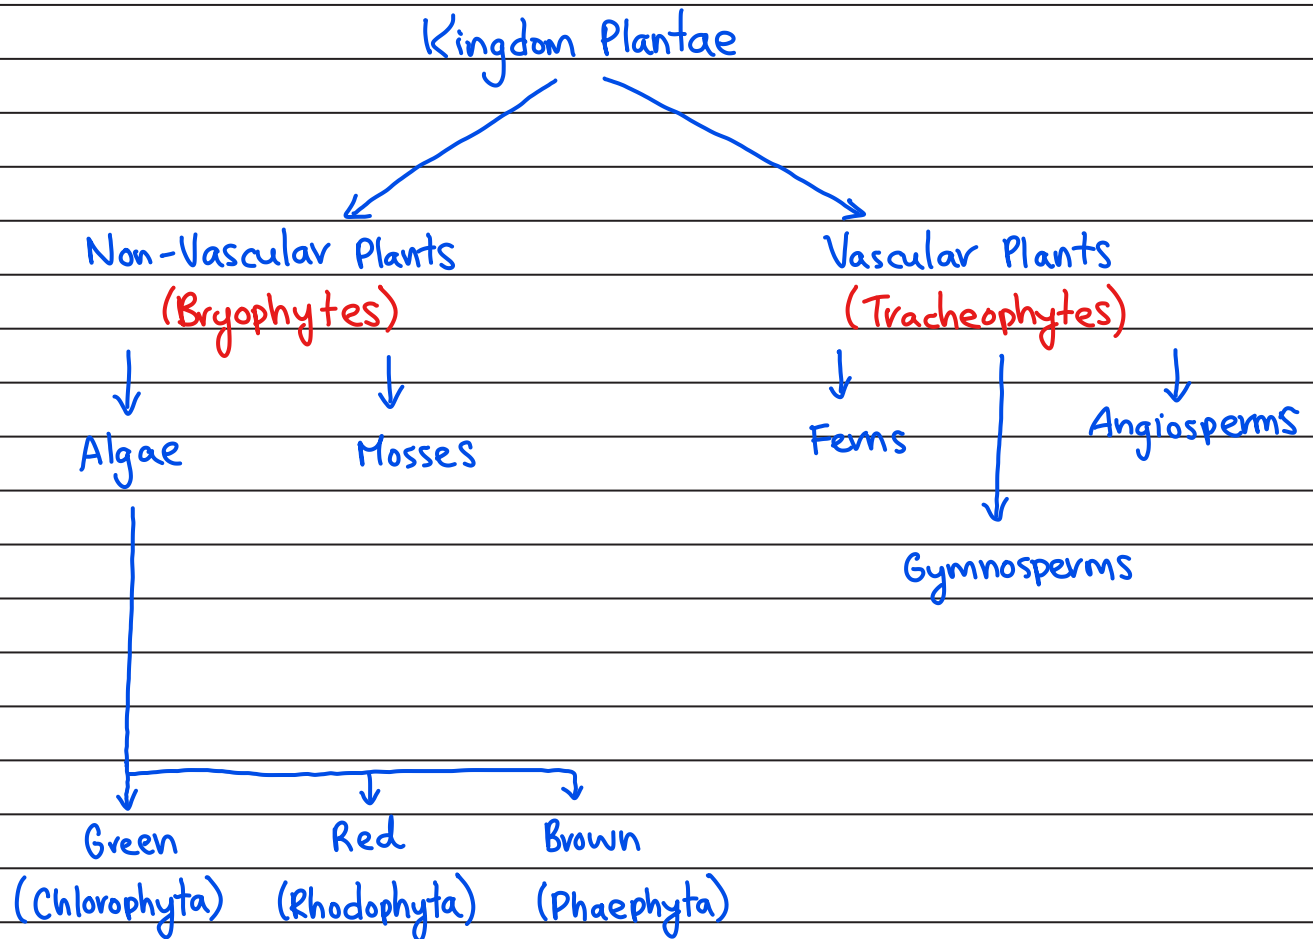 Kingdom Plantae
Non-Vascular Plants
Vascular Plants
(Bryophytes)
(Tracheophytes)
Algae
Mosses
Ferns
Angiosperms
Gymnosperms
Green
Red
Brown
(Chlorophyta)
(Rhodophyta)
(Phaephyta)